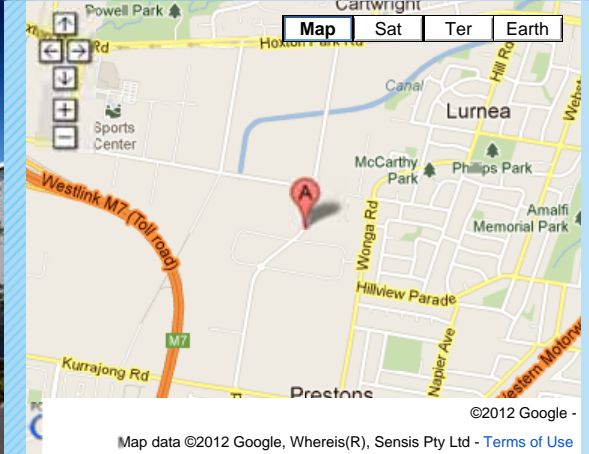 Powell Park
Cartwright
Map Sat Ter Earth
Rd
Hoxton Park Rd
Hill Rd
Canal
Lurnea
Sports
Center
McCarthy
Park
Phillips Park
Westlink M7 (Toll road)
A
Wonga Rd
Amalfi
Memorial Park
Hillview Parade
M7
Napier Ave
Kurrajong Rd
Prestons
©2012 Google -
Map data ©2012 Google, Whereis(R), Sensis Pty Ltd - Terms of Use